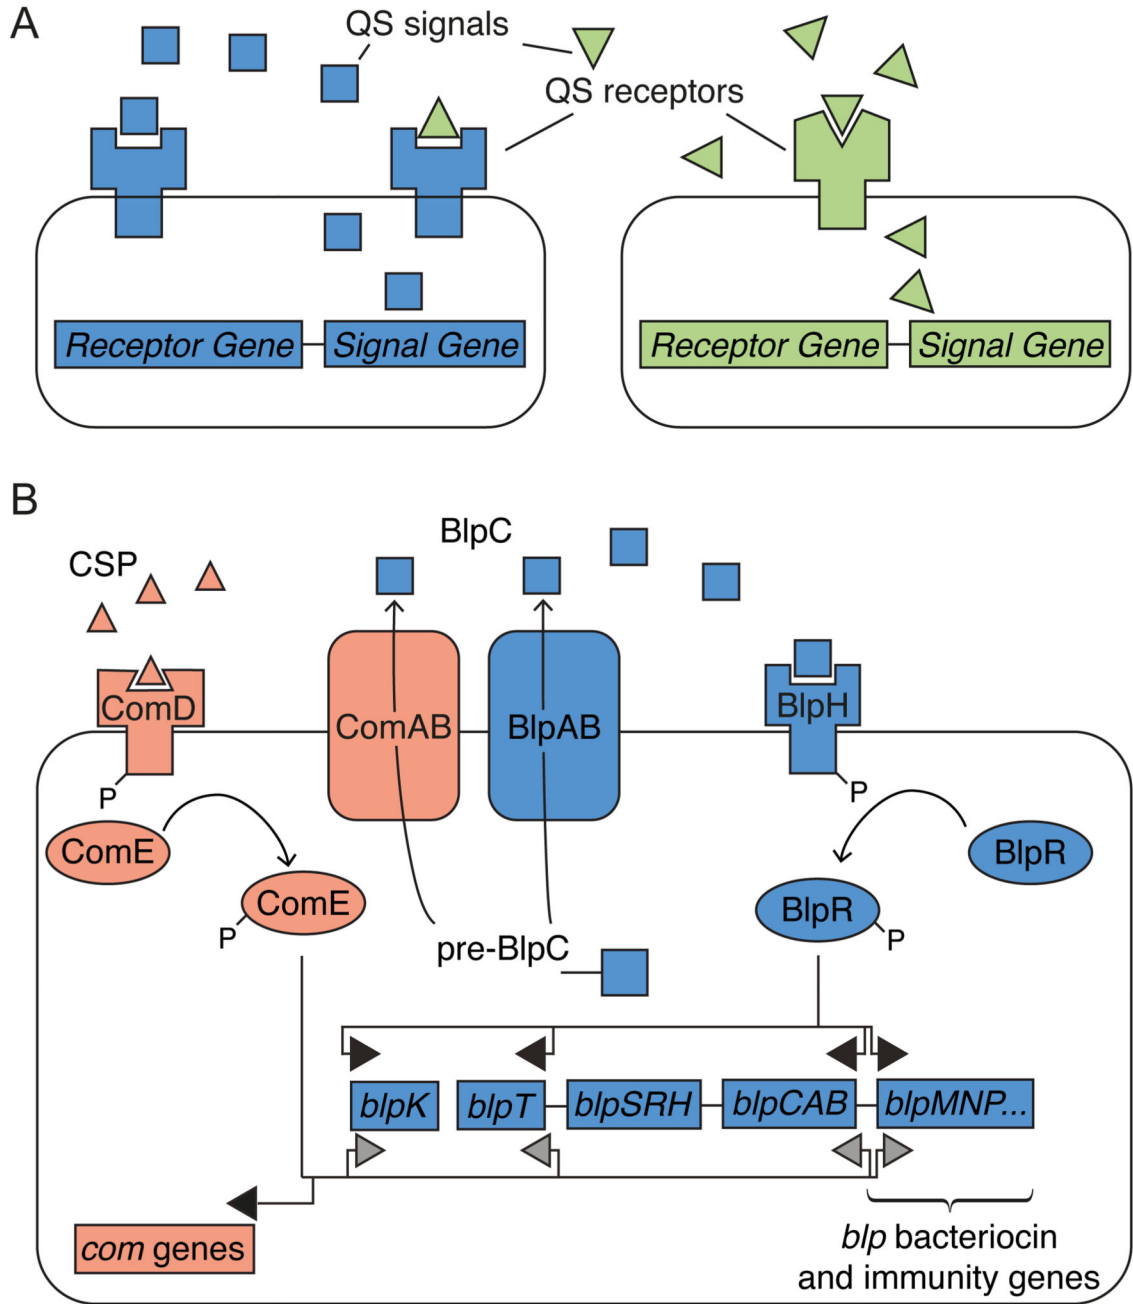 A
QS signals
QS receptors
Receptor Gene
Signal Gene
Receptor Gene
Signal Gene
B
BlpC
CSP
ComD
ComAB
BlpAB
BlpH
P
P
ComE
ComE
P
BlpR
BlpR
P
pre-BlpC
blpK
blpT
blpSRH
blpCAB
blpMNP...
com genes
blp bacteriocin
and immunity genes